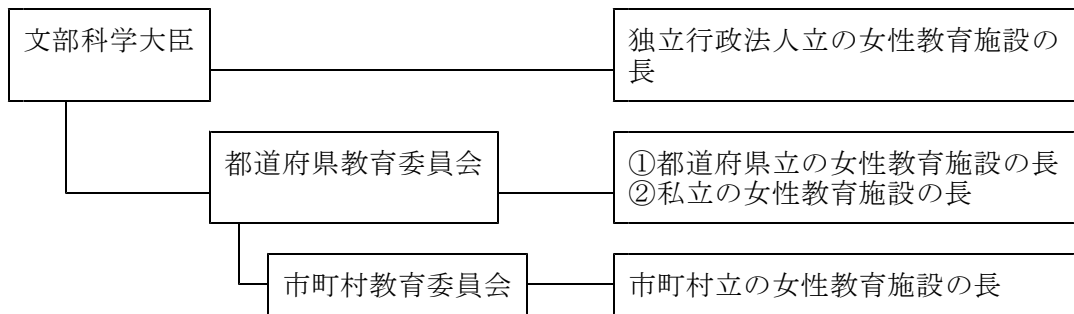 文部科学大臣
独立行政法人立の女性教育施設の
長
都道府県教育委員会
①都道府県立の女性教育施設の長
②私立の女性教育施設の長
市町村教育委員会
市町村立の女性教育施設の長